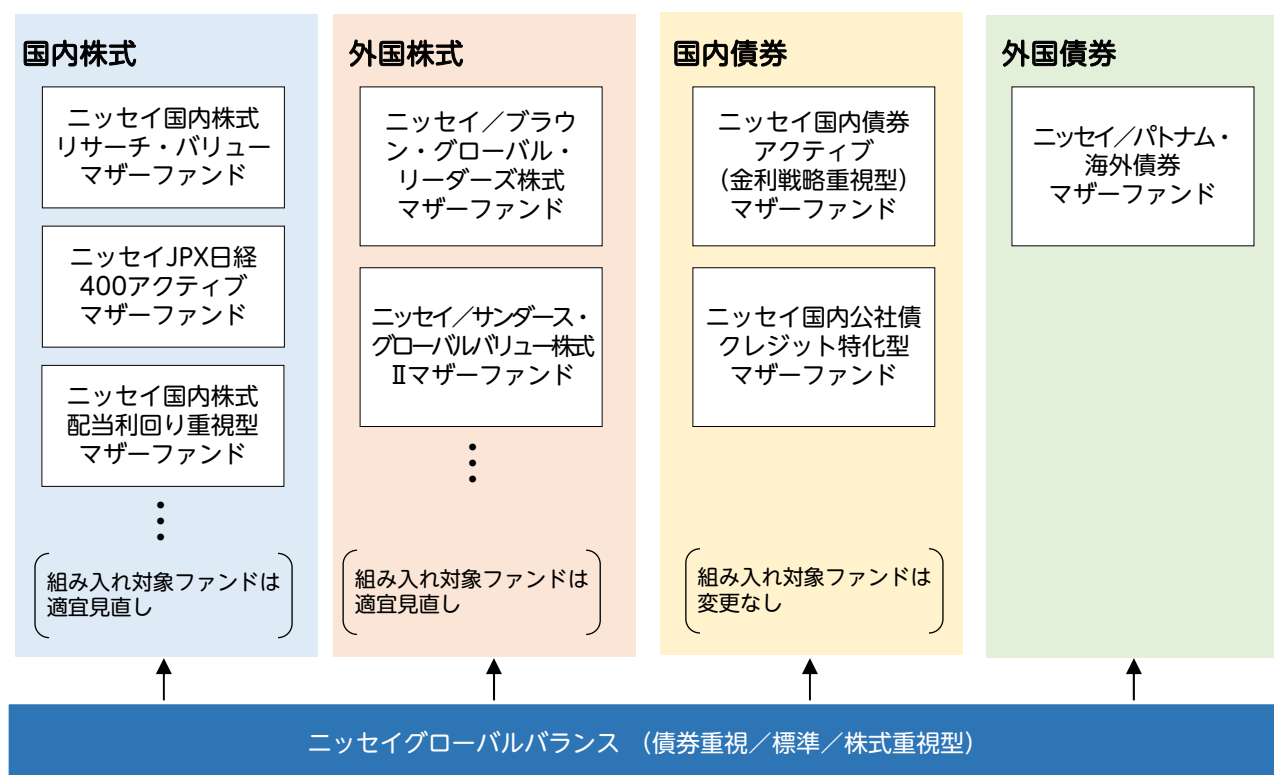 国内株式
ニッセイ国内株式
リサーチ・バリュー
マザーファンド
ニッセイJPX日経
400アクティブ
マザーファンド
ニッセイ国内株式
配当利回り重視型
マザーファンド
組み入れ対象ファンドは
適宜見直し
外国株式
ニッセイ／ブラウ
ン・グローバル・
リーダーズ株式
マザーファンド
ニッセイ／サンダース・
グローバルバリュー株式
Ⅱマザーファンド
組み入れ対象ファンドは
適宜見直し
国内債券
ニッセイ国内債券
アクティブ
（金利戦略重視型）
マザーファンド
ニッセイ国内公社債
クレジット特化型
マザーファンド
組み入れ対象ファンドは
変更なし
外国債券
ニッセイ／パトナム・
海外債券
マザーファンド
ニッセイグローバルバランス （債券重視／標準／株式重視型）